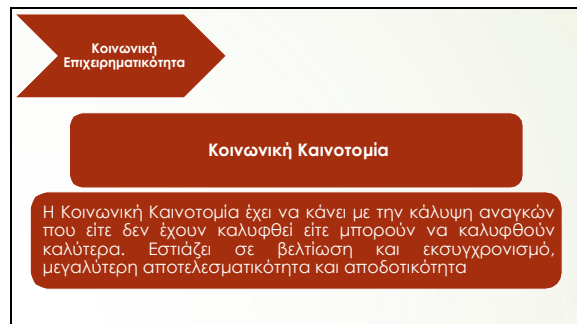 Κοινωνική
Επιχειρηματικότητα
Κοινωνική Καινοτομία
Η Κοινωνική Καινοτομία έχει να κάνει με την κάλυψη αναγκών
που είτε δεν έχουν καλυφθεί είτε μπορούν να καλυφθούν
καλύτερα. Εστιάζει σε βελτίωση και εκσυγχρονισμό,
μεγαλύτερη αποτελεσματικότητα και αποδοτικότητα